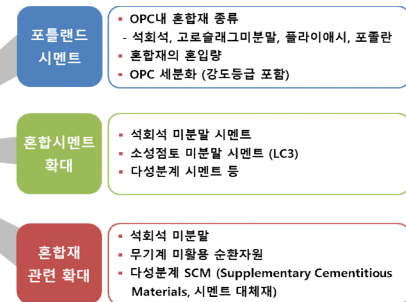 포틀랜드
시멘트
▪ OPC내 혼합재 종류
- 석회석, 고로슬래그미분말, 플라이애시, 포졸란
▪ 혼합재의 혼입량
▪ OPC 세분화 (강도등급 포함)
혼합시멘트
확대
▪ 석회석 미분말 시멘트
▪ 소성점토 미분말 시멘트 (LC3)
▪ 다성분계 시멘트 등
혼합재
관련 확대
▪ 석회석 미분말
▪ 무기계 미활용 순환자원
▪ 다성분계 SCM (Supplementary Cementitious
Materials, 시멘트 대체재)